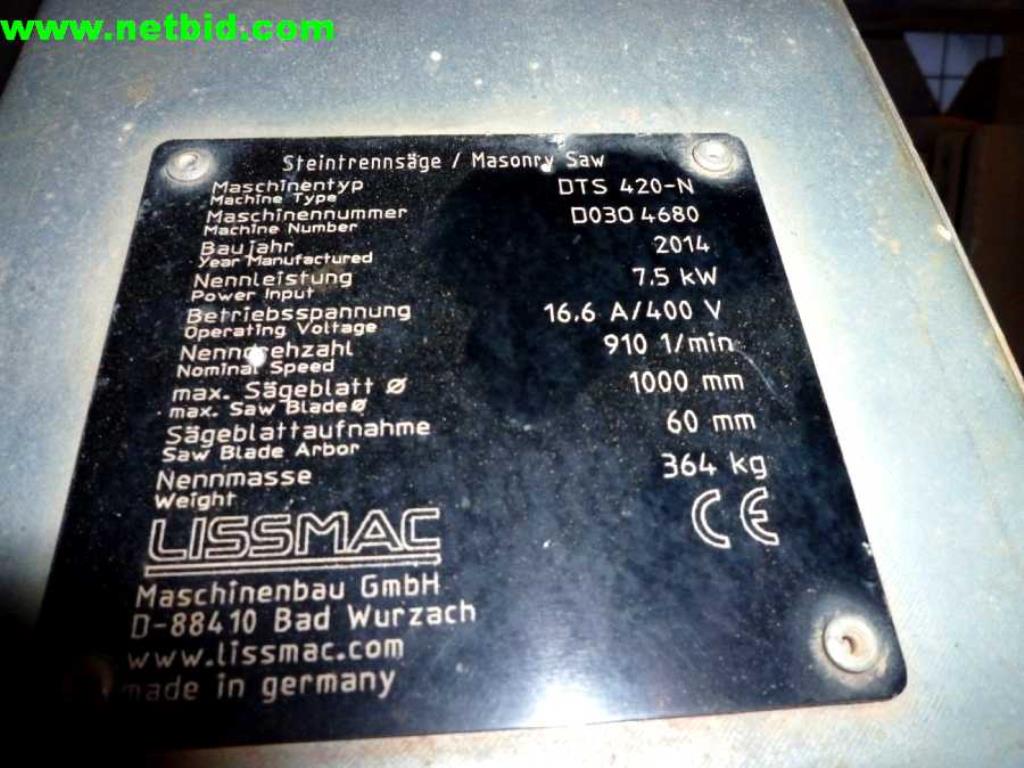 www.netbid.com
Steintrennsäge / Masonry Saw
Maschinentyp DTS 420-N
Machine Type
Maschinennummer D030 4680
Machine Number
Baujahr 2014
Year Manufactured
Nennleistung 7.5 kW
Power Input
Betriebsspannung 16.6 A/400 V
Operating Voltage
Nenndrehzahl 910 1/min
Nominal Speed
max. Sägeblatt Ø 1000 mm
max. Saw Blade Ø
Sägeblattaufnahme 60 mm
Saw Blade Arbor
Nennmasse 364 kg
Weight
CE
LISSMAC
Maschinenbau GmbH
D-88410 Bad Wurzach
www.lissmac.com
made in germany